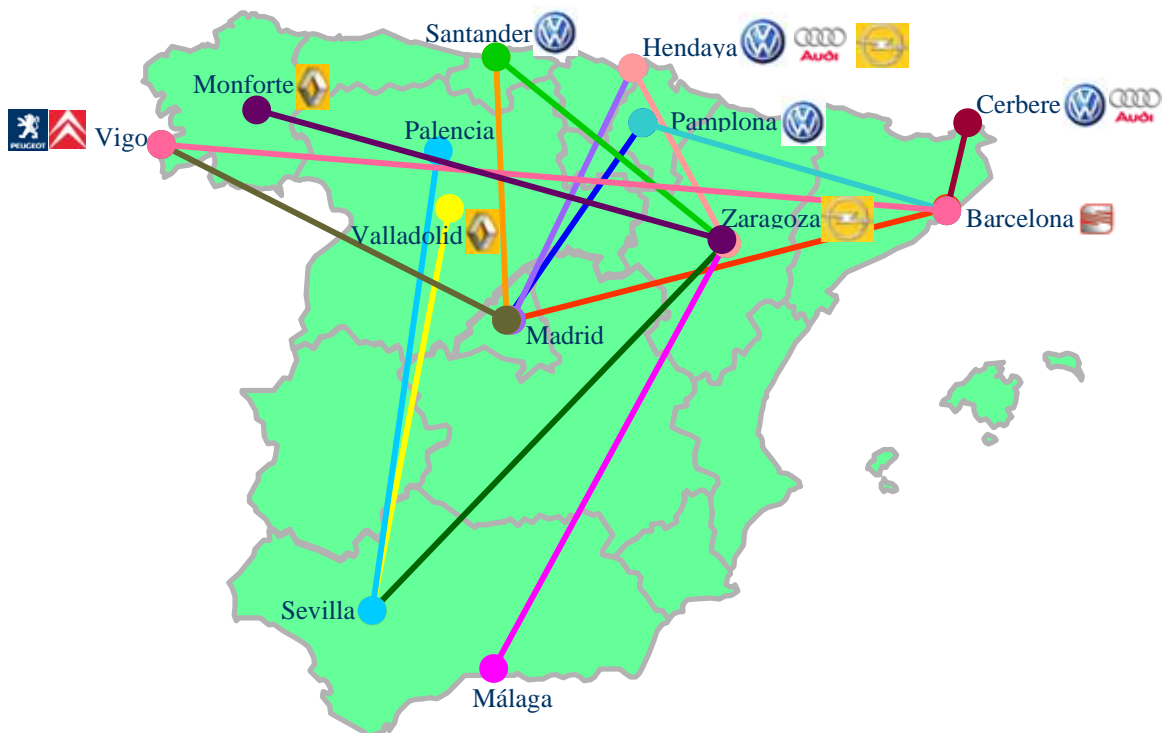 Santander
Hendaya
Audi
Monforte
Cerbere
Audi
PEUGEOT
Vigo
Palencia
Pamplona
Valladolid
Zaragoza
Barcelona
Madrid
Sevilla
Málaga